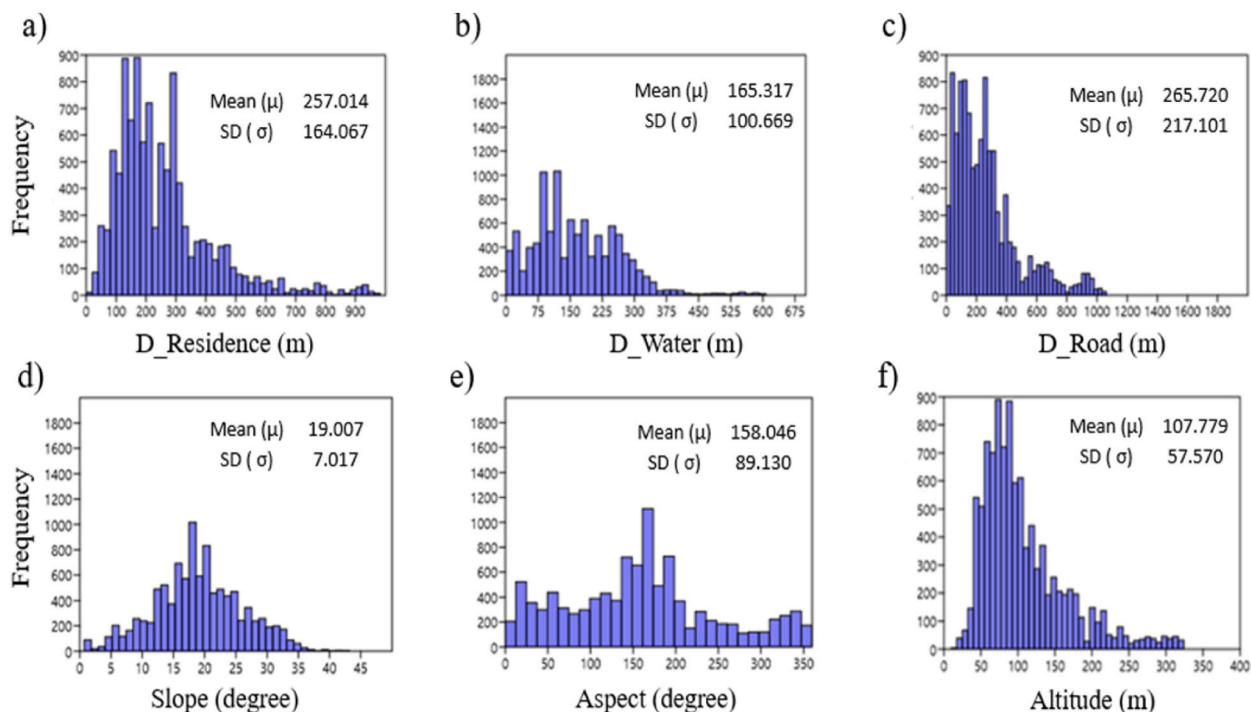 a)
900
800
700
600
500
400
300
200
100
0
Frequency
Mean (μ) 257.014
SD ( σ) 164.067
0 100 200 300 400 500 600 700 800 900
D_Residence (m)
b)
1800
1600
1400
1200
1000
800
600
400
200
0
Mean (μ) 165.317
SD ( σ) 100.669
0 75 150 225 300 375 450 525 600 675
D_Water (m)
c)
900
800
700
600
500
400
300
200
100
0
Mean (μ) 265.720
SD ( σ) 217.101
0 200 400 600 800 1000 1200 1400 1600 1800
D_Road (m)
d)
1800
1600
1400
1200
1000
800
600
400
200
0
Frequency
Mean (μ) 19.007
SD ( σ) 7.017
0 5 10 15 20 25 30 35 40 45
Slope (degree)
e)
1800
1600
1400
1200
1000
800
600
400
200
0
Mean (μ) 158.046
SD ( σ) 89.130
0 50 100 150 200 250 300 350
Aspect (degree)
f)
900
800
700
600
500
400
300
200
100
0
Mean (μ) 107.779
SD ( σ) 57.570
0 50 100 150 200 250 300 350 400
Altitude (m)